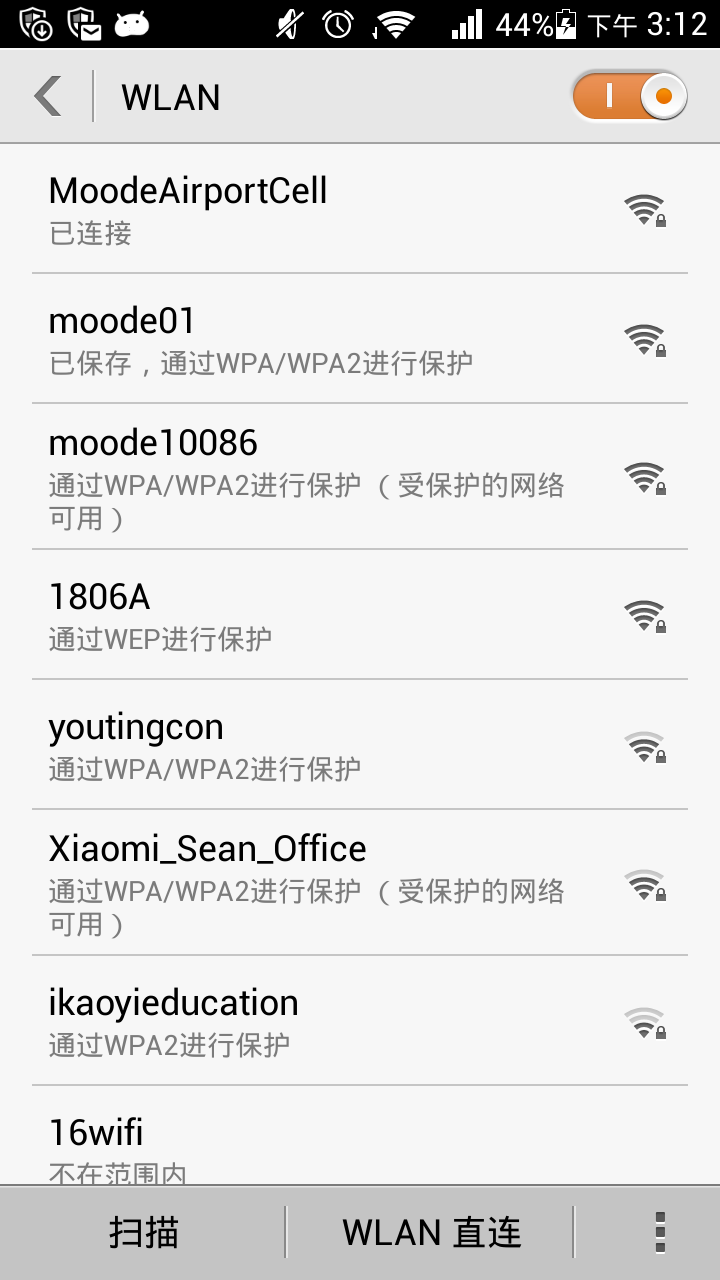 44% 下午 3:12
WLAN
MoodeAirportCell
已连接
moode01
已保存，通过WPA/WPA2进行保护
moode10086
通过WPA/WPA2进行保护 （受保护的网络
可用）
1806A
通过WEP进行保护
youtingcon
通过WPA/WPA2进行保护
Xiaomi_Sean_Office
通过WPA/WPA2进行保护 （受保护的网络
可用）
ikaoyieducation
通过WPA2进行保护
16wifi
不在范围内
扫描 WLAN 直连